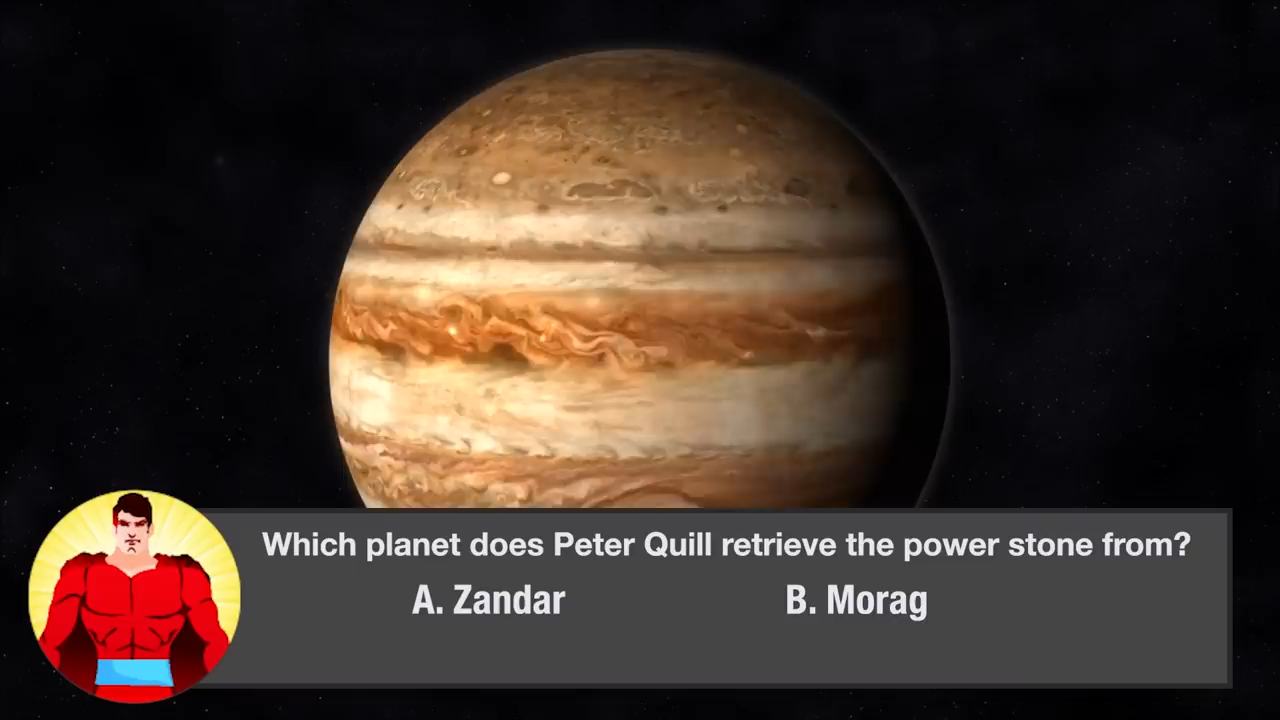 Which planet does Peter Quill retrieve the power stone from?
A. Zandar B. Morag